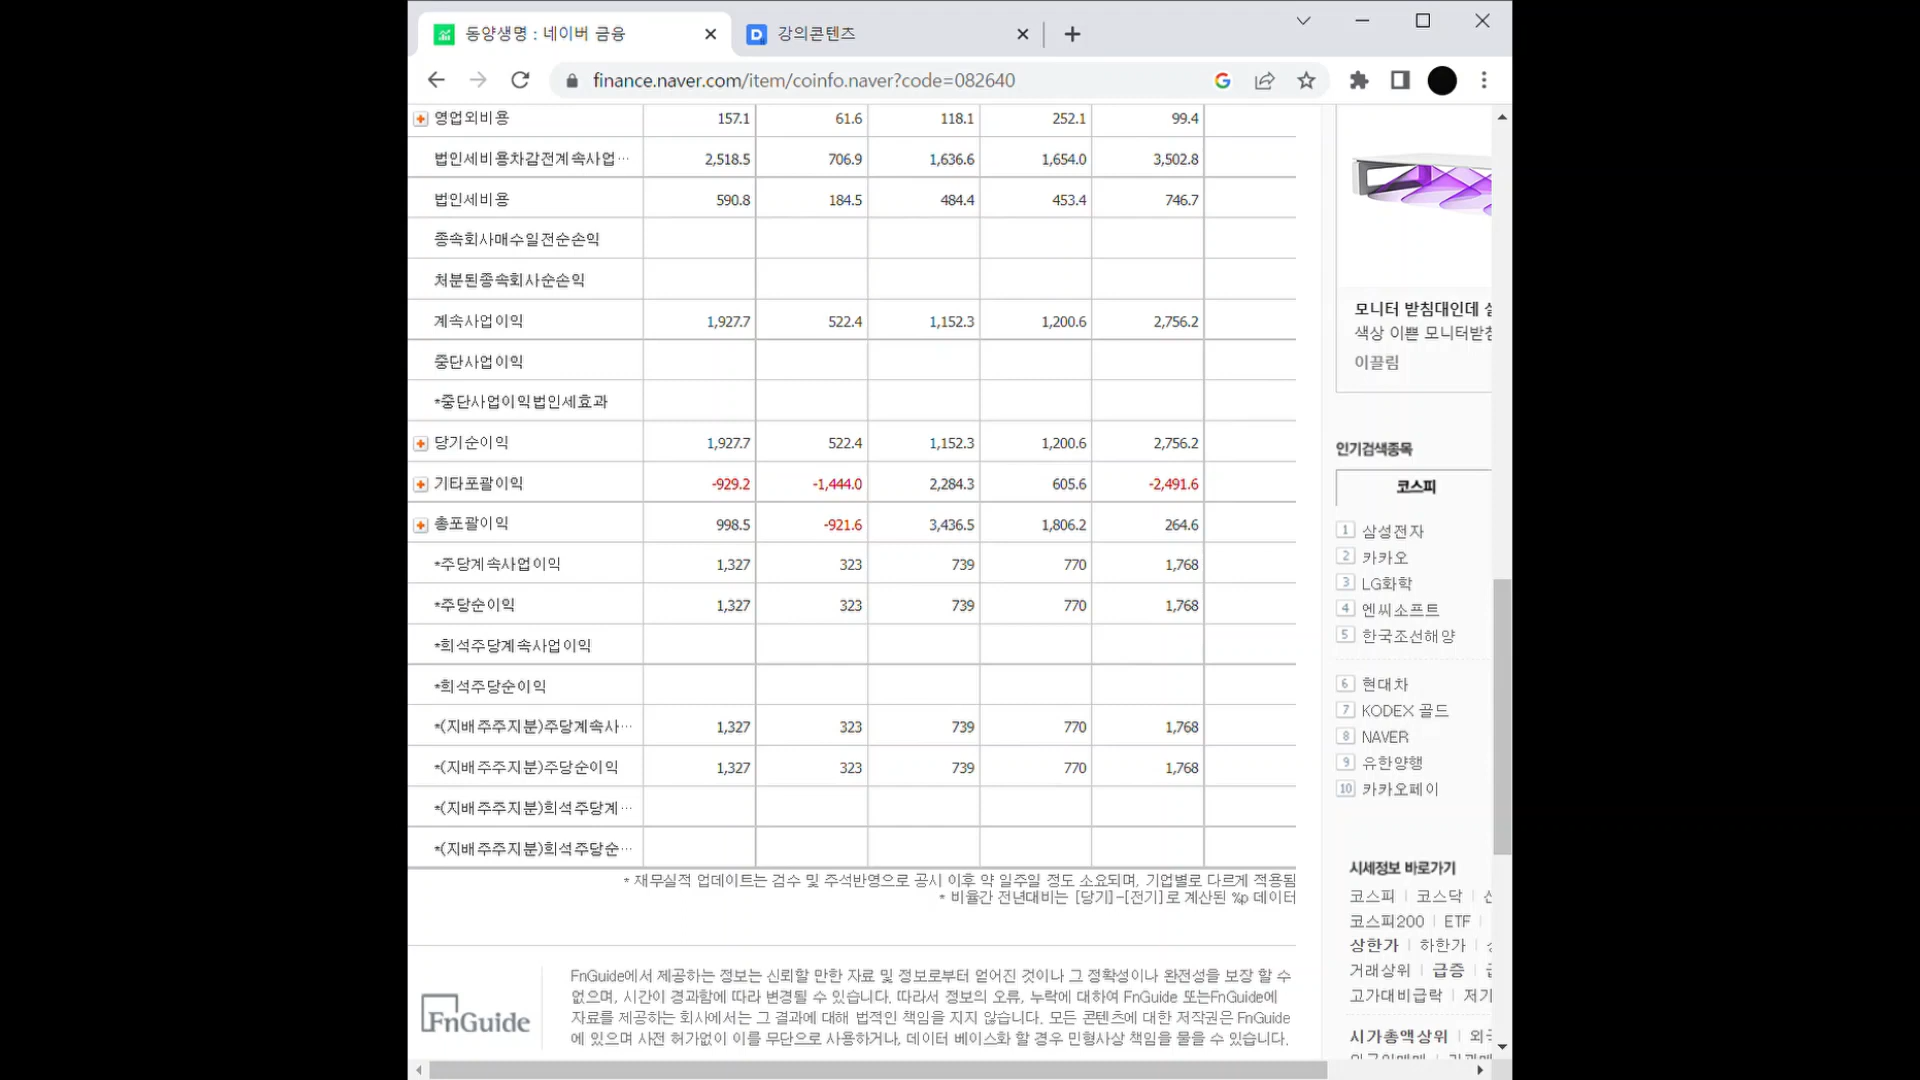 동양생명 : 네이버 금융
강의콘텐츠
finance.naver.com/item/coinfo.naver?code=082640
영업외비용 157.1 61.6 118.1 252.1 99.4
법인세비용차감전계속사업… 2,518.5 706.9 1,636.6 1,654.0 3,502.8
법인세비용 590.8 184.5 484.4 453.4 746.7
종속회사매수일전순손익
처분된종속회사순손익
계속사업이익 1,927.7 522.4 1,152.3 1,200.6 2,756.2
중단사업이익
*중단사업이익법인세효과
당기순이익 1,927.7 522.4 1,152.3 1,200.6 2,756.2
기타포괄이익 -929.2 -1,444.0 2,284.3 605.6 -2,491.6
총포괄이익 998.5 -921.6 3,436.5 1,806.2 264.6
*주당계속사업이익 1,327 323 739 770 1,768
*주당순이익 1,327 323 739 770 1,768
*희석주당계속사업이익
*희석주당순이익
*(지배주주지분)주당계속사… 1,327 323 739 770 1,768
*(지배주주지분)주당순이익 1,327 323 739 770 1,768
*(지배주주지분)희석주당계…
*(지배주주지분)희석주당순…
* 재무실적 업데이트는 검수 및 주석반영으로 공시 이후 약 일주일 정도 소요되며, 기업별로 다르게 적용됨
* 비율간 전년대비는 [당기]-[전기]로 계산된 %p 데이터
FnGuide
FnGuide에서 제공하는 정보는 신뢰할 만한 자료 및 정보로부터 얻어진 것이나 그 정확성이나 완전성을 보장 할 수
없으며, 시간이 경과함에 따라 변경될 수 있습니다. 따라서 정보의 오류, 누락에 대하여 FnGuide 또는FnGuide에
자료를 제공하는 회사에서는 그 결과에 대해 법적인 책임을 지지 않습니다. 모든 콘텐츠에 대한 저작권은 FnGuide
에 있으며 사전 허가없이 이를 무단으로 사용하거나, 데이터 베이스화 할 경우 민형사상 책임을 물을 수 있습니다.
모니터 받침대인데
색상 이쁜 모니터받침
이끌림
인기검색종목
코스피
1 삼성전자
2 카카오
3 LG화학
4 엔씨소프트
5 한국조선해양
6 현대차
7 KODEX 골드
8 NAVER
9 유한양행
10 카카오페이
시세정보 바로가기
코스피 | 코스닥 |
코스피200 | ETF |
상한가 | 하한가 |
거래상위 | 급증 |
고가대비급락 |
시가총액상위 |